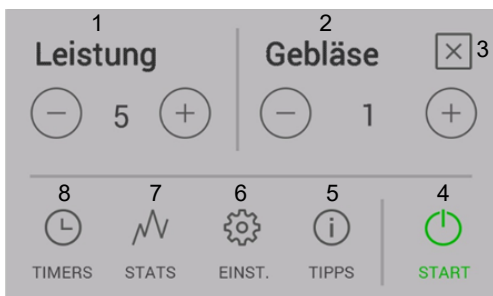 1 2
Leistung Gebläse 3
5 1
8 7 6 5 4
TIMERS STATS EINST. TIPPS START